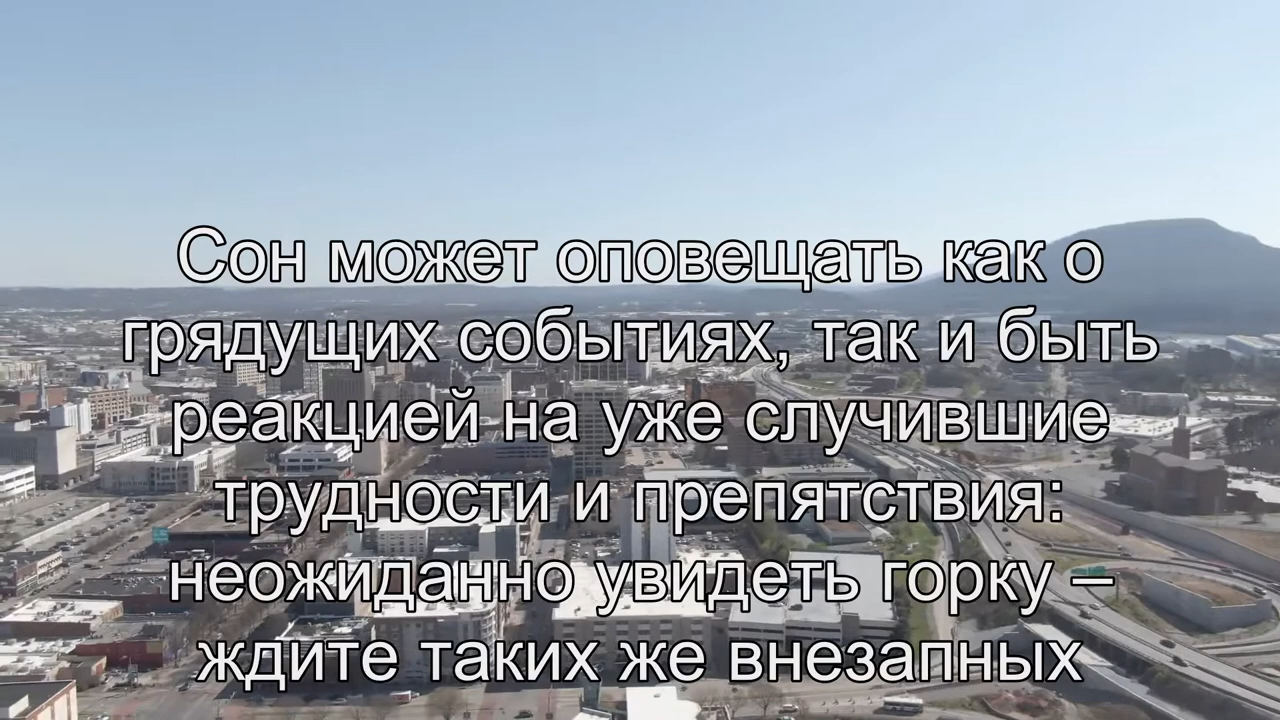 Сон может оповещать как о
грядущих событиях, так и быть
реакцией на уже случившие
трудности и препятствия:
неожиданно увидеть горку –
ждите таких же внезапных